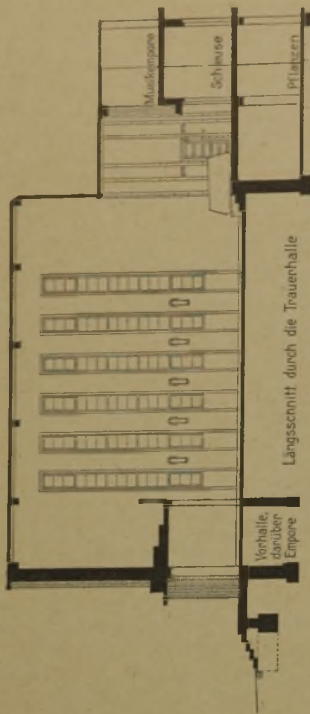 Musikempore
Schleuse
Pflanzen
Längsschnitt durch die Trauerhalle
Vorhalle,
darüber
Empore